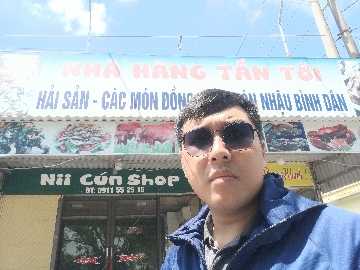 NHÀ HÀNG TẤN TỚI
HẢI SẢN - CÁC MÓN ĐỒNG NHẬU BÌNH DÂN
Nii Cún Shop
ĐT: 0911 55 25 16